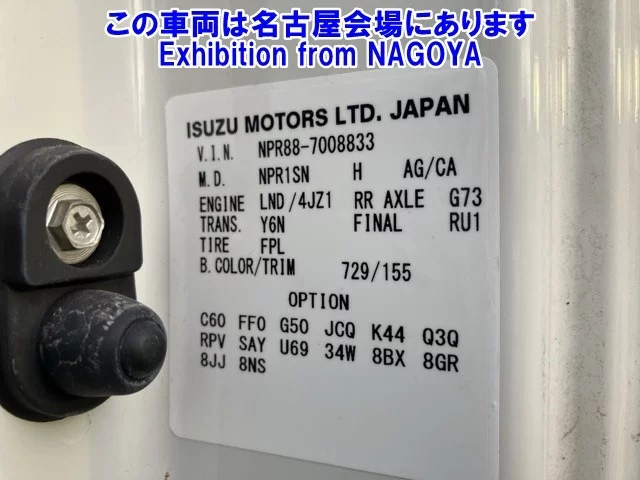 この車両は名古屋会場にあります
Exhibition from NAGOYA
ISUZU MOTORS LTD. JAPAN
V.I.N. NPR88-7008833
M.D. NPR1SN H AG/CA
ENGINE LND/4JZ1 RR AXLE G73
TRANS. Y6N FINAL RU1
TIRE FPL
B.COLOR/TRIM 729/155
OPTION
C60 FF0 G50 JCQ K44 Q3Q
RPV SAY U69 34W 8BX 8GR
8JJ 8NS